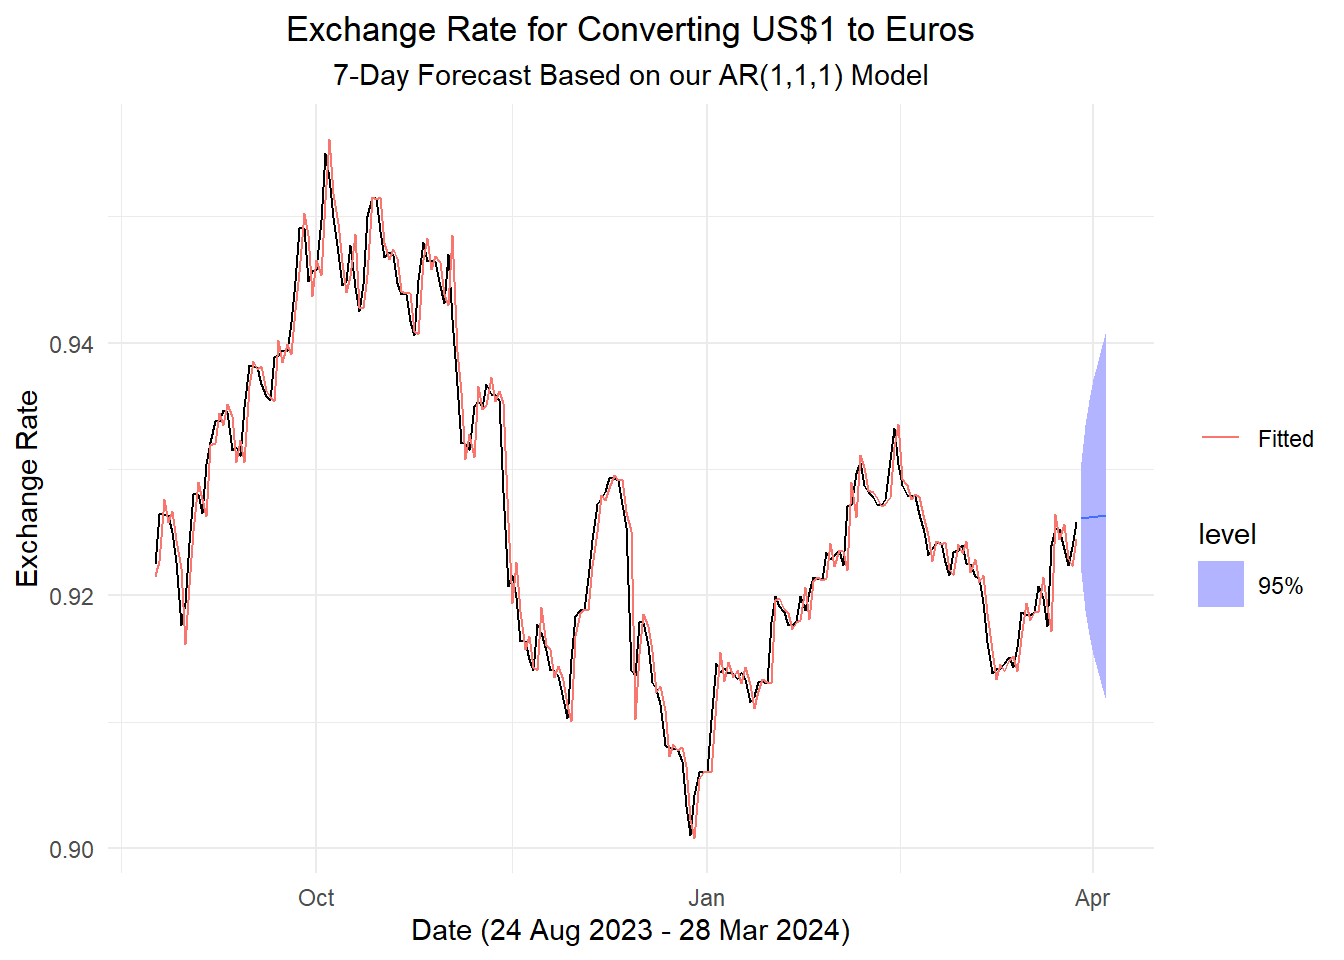 Exchange Rate for Converting US$1 to Euros
7-Day Forecast Based on our AR(1,1,1) Model
Exchange Rate
0.94
0.92
0.90
Oct
Jan
Apr
Date (24 Aug 2023 - 28 Mar 2024)
Fitted
level
95%